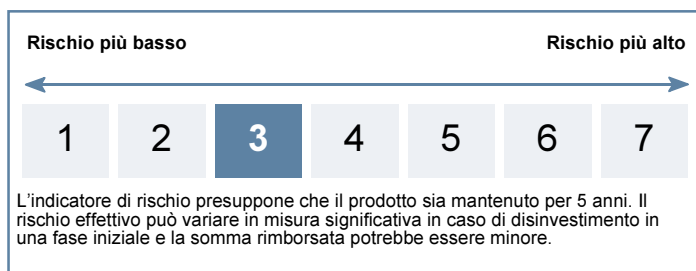 Rischio più basso Rischio più alto
1 2 3 4 5 6 7
L'indicatore di rischio presuppone che il prodotto sia mantenuto per 5 anni. Il
rischio effettivo può variare in misura significativa in caso di disinvestimento in
una fase iniziale e la somma rimborsata potrebbe essere minore.